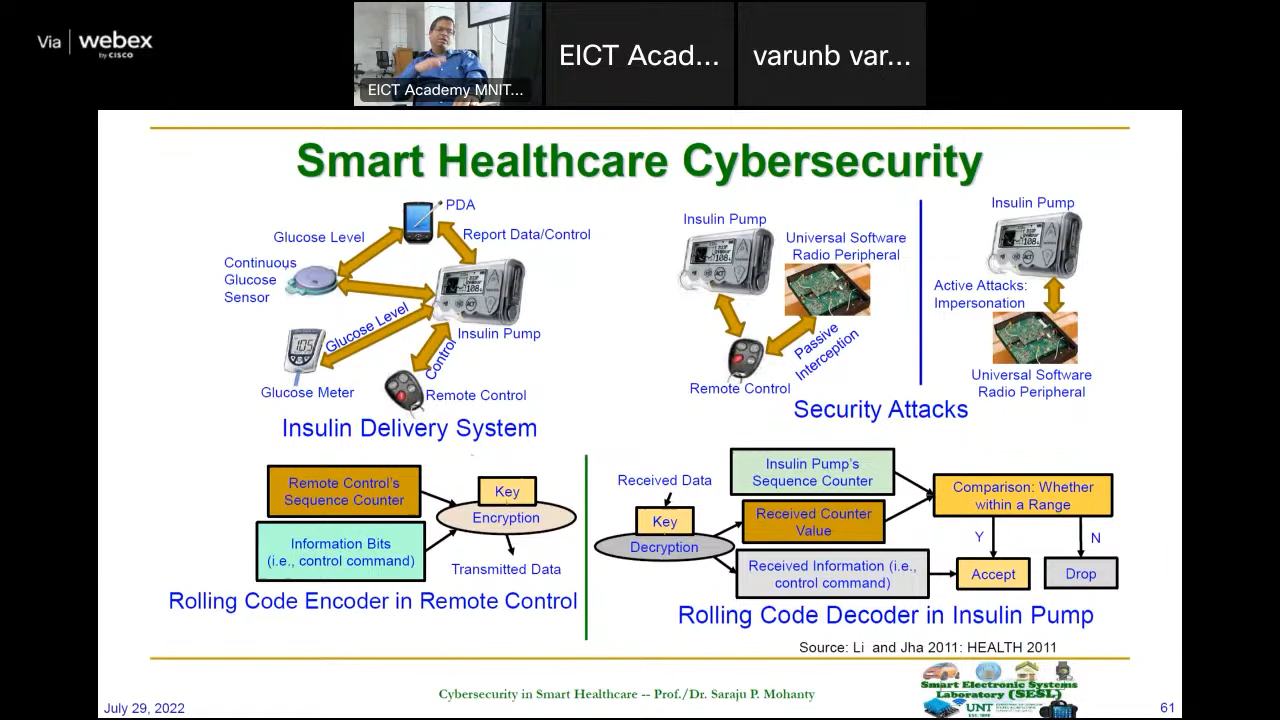 Via webex
by CISCO
EICT Academy MNIT...
EICT Acad...
varunb var...
Smart Healthcare Cybersecurity
PDA
Glucose Level
Report Data/Control
Continuous
Glucose
Sensor
Glucose Level
Insulin Pump
Control
Glucose Meter
Remote Control
Insulin Delivery System
Insulin Pump
Universal Software
Radio Peripheral
Passive
Interception
Remote Control
Insulin Pump
Active Attacks:
Impersonation
Universal Software
Radio Peripheral
Security Attacks
Remote Control's
Sequence Counter
Information Bits
(i.e., control command)
Key
Encryption
Transmitted Data
Rolling Code Encoder in Remote Control
Received Data
Key
Decryption
Insulin Pump's
Sequence Counter
Received Counter
Value
Received Information (i.e.,
control command)
Comparison: Whether
within a Range
Y
N
Accept
Drop
Rolling Code Decoder in Insulin Pump
Source: Li and Jha 2011: HEALTH 2011
July 29, 2022
Cybersecurity in Smart Healthcare -- Prof./Dr. Saraju P. Mohanty
Smart Electronic Systems
Laboratory (SESL)
UNT
61